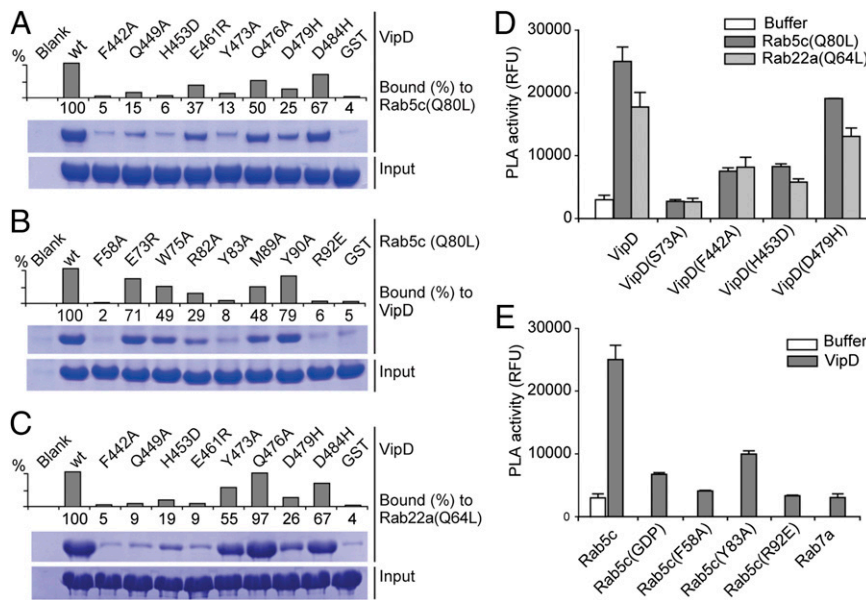 A
Blank
wt
F442A
Q449A
H453D
E461R
Y473A
Q476A
D479H
D484H
GST
VipD
%
Bound (%) to
Rab5c(Q80L)
100 5 15 6 37 13 50 25 67 4
Input
B
Blank
wt
F58A
E73R
W75A
R82A
Y83A
M89A
Y90A
R92E
GST
Rab5c (Q80L)
%
Bound (%) to
VipD
100 2 71 49 29 8 48 79 6 5
Input
C
Blank
wt
F442A
Q449A
H453D
E461R
Y473A
Q476A
D479H
D484H
GST
VipD
%
Bound (%) to
Rab22a(Q64L)
100 5 9 19 9 55 97 26 67 4
Input
D
Buffer
Rab5c(Q80L)
Rab22a(Q64L)
PLA activity (RFU)
30000
20000
10000
0
VipD
VipD(S73A)
VipD(F442A)
VipD(H453D)
VipD(D479H)
E
Buffer
VipD
PLA activity (RFU)
30000
20000
10000
0
Rab5c
Rab5c(GDP)
Rab5c(F58A)
Rab5c(Y83A)
Rab5c(R92E)
Rab7a